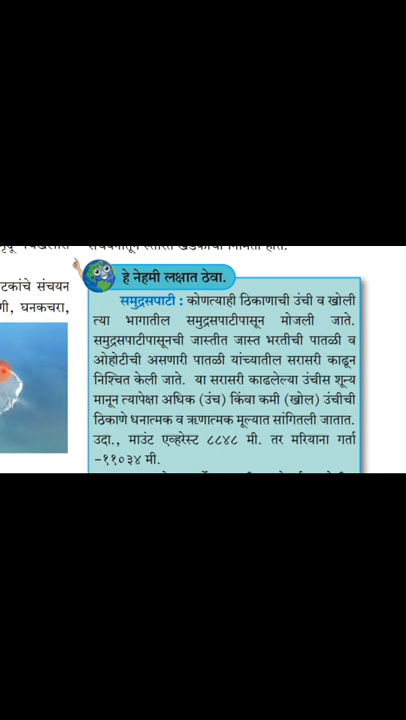 हे नेहमी लक्षात ठेवा.
टकांचे संचयन
णी, घनकचरा,
समुद्रसपाटी : कोणत्याही ठिकाणाची उंची व खोली
त्या भागातील समुद्रसपाटीपासून मोजली जाते.
समुद्रसपाटीपासूनची जास्तीत जास्त भरतीची पातळी व
ओहोटीची असणारी पातळी यांच्यातील सरासरी काढून
निश्चित केली जाते. या सरासरी काढलेल्या उंचीस शून्य
मानून त्यापेक्षा अधिक (उंच) किंवा कमी (खोल) उंचीची
ठिकाणे धनात्मक व ऋणात्मक मूल्यात सांगितली जातात.
उदा., माउंट एव्हरेस्ट ८८४८ मी. तर मरियाना गर्ता
-११०३४ मी.